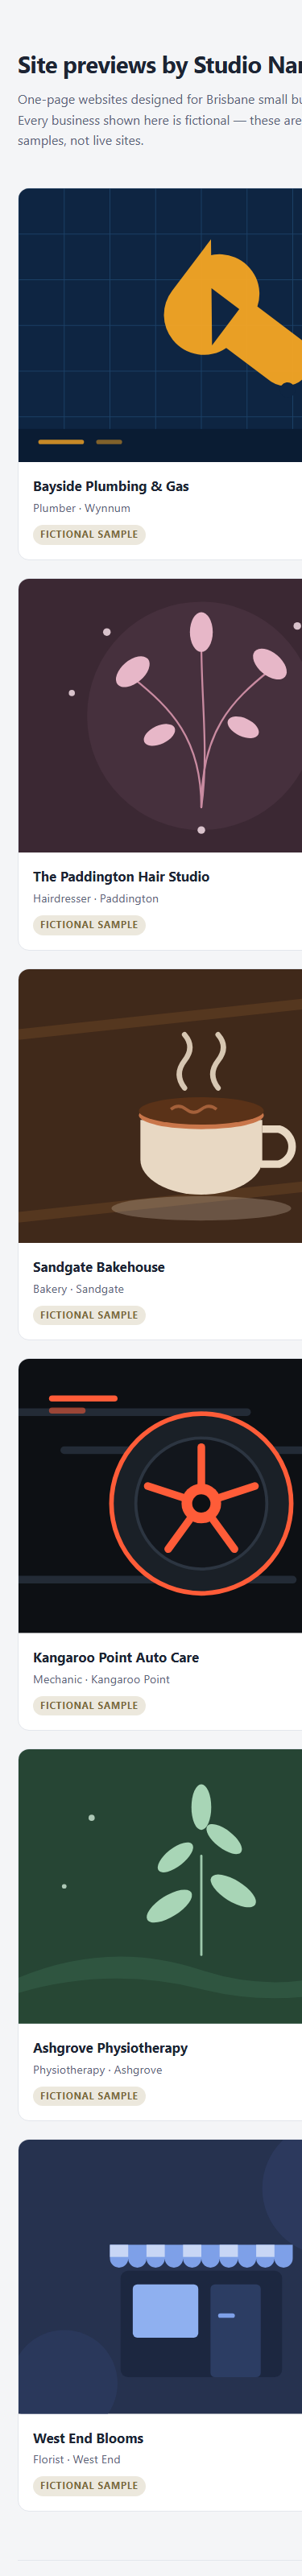 Site previews by Studio
One-page websites designed for Brisbane small
Every business shown here is fictional — these are
samples, not live sites.
Bayside Plumbing & Gas
Plumber · Wynnum
FICTIONAL SAMPLE
The Paddington Hair Studio
Hairdresser · Paddington
FICTIONAL SAMPLE
Sandgate Bakehouse
Bakery · Sandgate
FICTIONAL SAMPLE
Kangaroo Point Auto Care
Mechanic · Kangaroo Point
FICTIONAL SAMPLE
Ashgrove Physiotherapy
Physiotherapy · Ashgrove
FICTIONAL SAMPLE
West End Blooms
Florist · West End
FICTIONAL SAMPLE